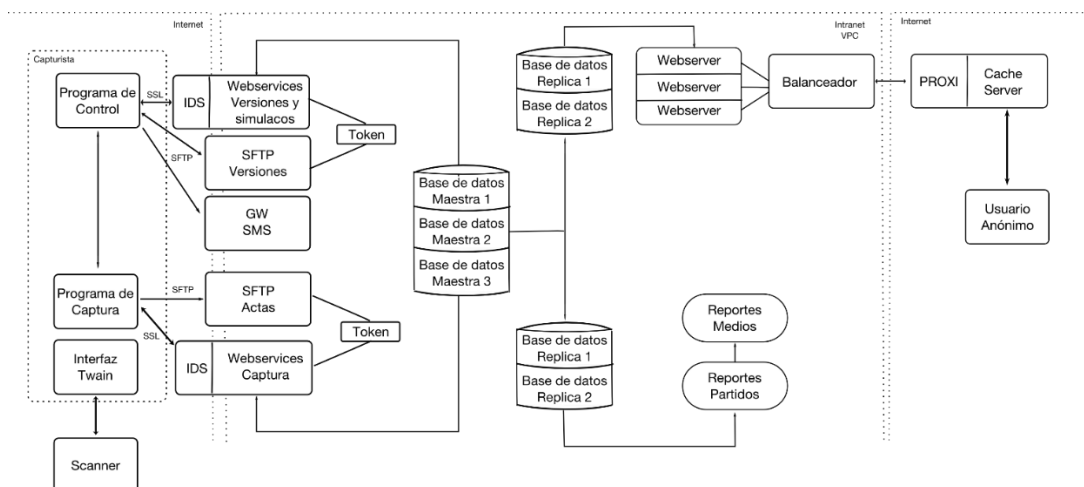 Internet
Intranet
VPC
Internet
Capturista
Programa de
Control
SSL
IDS
Webservices
Versiones y
simulacos
Token
SFTP
SFTP
Versiones
GW
SMS
Programa de
Captura
SFTP
SFTP
Actas
Token
SSL
IDS
Webservices
Captura
Interfaz
Twain
Scanner
Base de datos
Maestra 1
Base de datos
Maestra 2
Base de datos
Maestra 3
Base de datos
Replica 1
Base de datos
Replica 2
Webserver
Webserver
Webserver
Balanceador
PROXI
Cache
Server
Usuario
Anónimo
Base de datos
Replica 1
Base de datos
Replica 2
Reportes
Medios
Reportes
Partidos